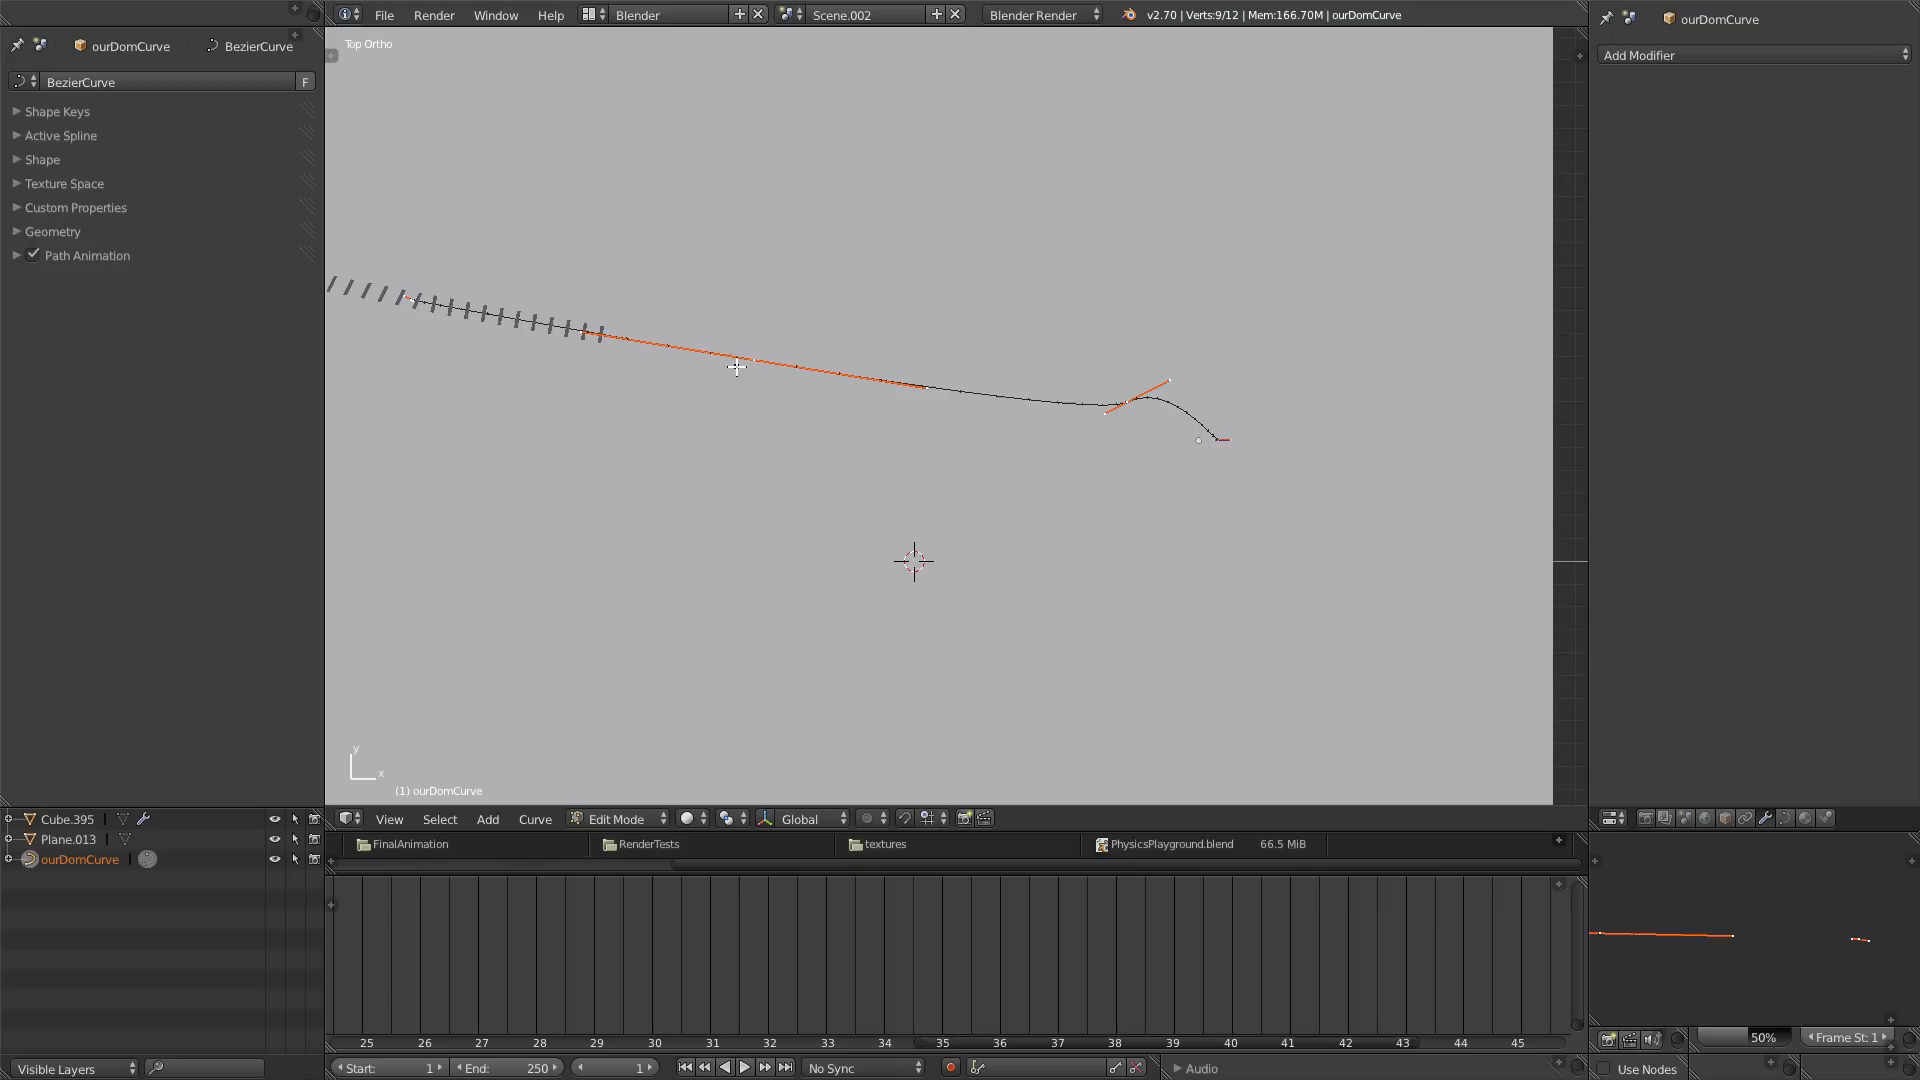 File Render Window Help Blender + Scene.002 + Blender Render v2.70 | Verts:9/12 | Mem:166.70M | ourDomCurve
ourDomCurve BezierCurve
BezierCurve F
Shape Keys
Active Spline
Shape
Texture Space
Custom Properties
Geometry
Path Animation
Top Ortho
y
x
(1) ourDomCurve
ourDomCurve
Add Modifier
Cube.395
Plane.013
ourDomCurve
Visible Layers
View Select Add Curve Edit Mode Global
FinalAnimation RenderTests textures PhysicsPlayground.blend 66.5 MiB
25 26 27 28 29 30 31 32 33 34 35 36 37 38 39 40 41 42 43 44 45
Start: 1 End: 250 1 No Sync Audio
50% Frame St: 1
Use Nodes